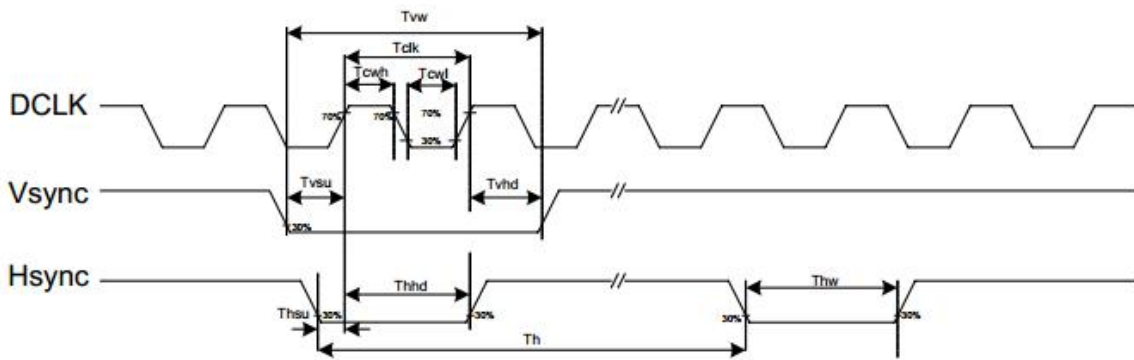 Tvw
Tclk
Tcwh Tcwl
DCLK
70% 70% 70%
30%
Vsync
Tvsu Tvhd
30%
Hsync
Thhd Thw
Thsu 30% 30% 30% 30%
Th